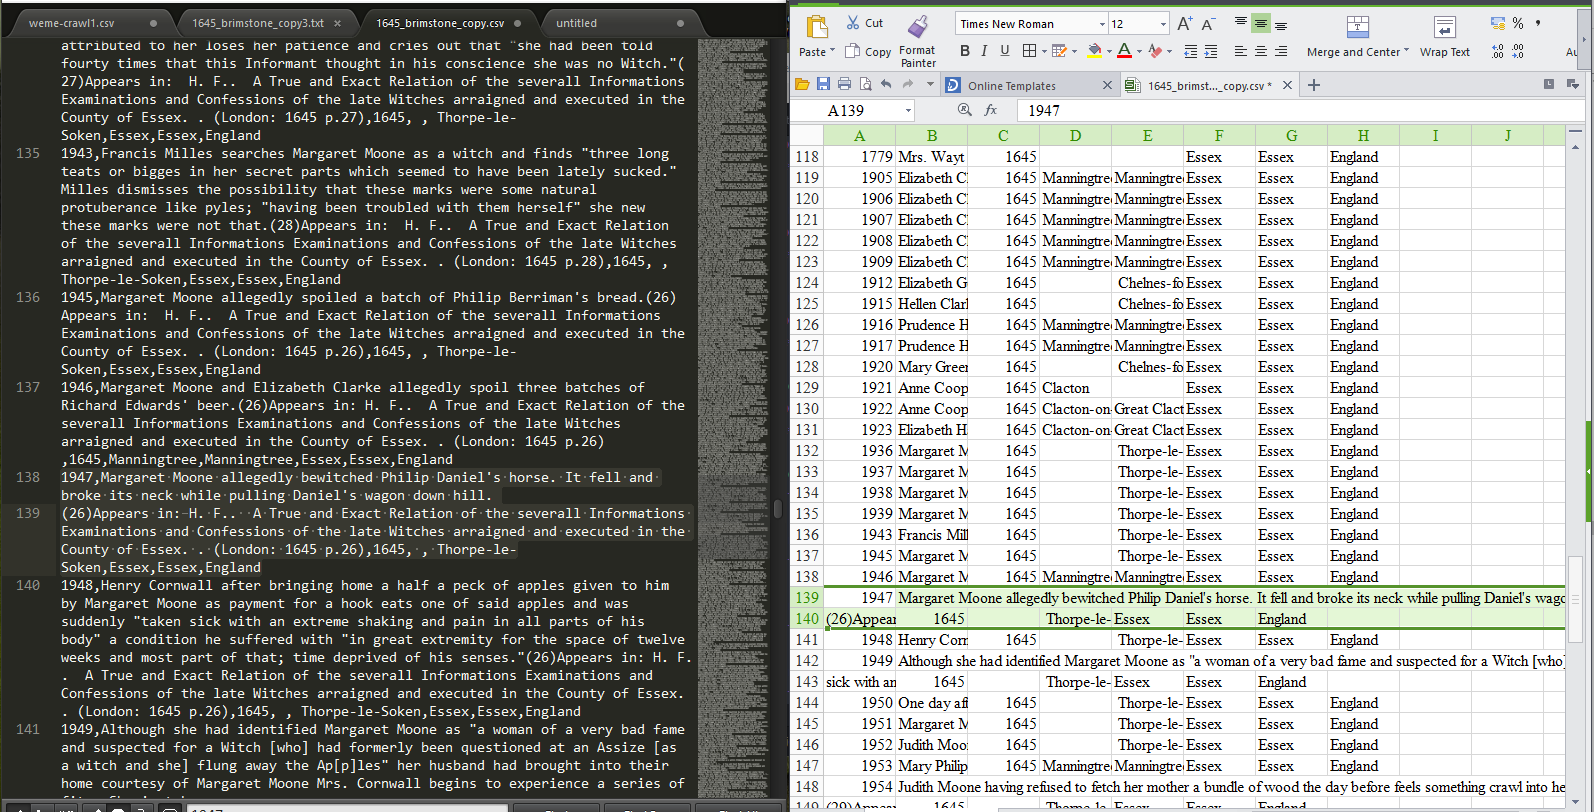 weme-crawl1.csv
1645_brimstone_copy3.txt ×
1645_brimstone_copy.csv
untitled
attributed to her loses her patience and cries out that "she had been told
fourty times that this Informant thought in his conscience she was no Witch."(
27)Appears in:  H. F..  A True and Exact Relation of the severall Informations
Examinations and Confessions of the late Witches arraigned and executed in the
County of Essex. . (London: 1645 p.27),1645, , Thorpe-le-
Soken,Essex,Essex,England
135 1943,Francis Milles searches Margaret Moone as a witch and finds "three long
teats or bigges in her secret parts which seemed to have been lately sucked."
Milles dismisses the possibility that these marks were some natural
protuberance like pyles; "having been troubled with them herself" she new
these marks were not that.(28)Appears in:  H. F..  A True and Exact Relation
of the severall Informations Examinations and Confessions of the late Witches
arraigned and executed in the County of Essex. . (London: 1645 p.28),1645, ,
Thorpe-le-Soken,Essex,Essex,England
136 1945,Margaret Moone allegedly spoiled a batch of Philip Berriman's bread.(26)
Appears in:  H. F..  A True and Exact Relation of the severall Informations
Examinations and Confessions of the late Witches arraigned and executed in the
County of Essex. . (London: 1645 p.26),1645, , Thorpe-le-
Soken,Essex,Essex,England
137 1946,Margaret Moone and Elizabeth Clarke allegedly spoil three batches of
Richard Edwards' beer.(26)Appears in: H. F..  A True and Exact Relation of the
severall Informations Examinations and Confessions of the late Witches
arraigned and executed in the County of Essex. . (London: 1645 p.26)
,1645,Manningtree,Manningtree,Essex,Essex,England
138 1947,Margaret Moone allegedly bewitched Philip Daniel's horse. It fell and
broke its neck while pulling Daniel's wagon down hill.
139 (26)Appears in: H. F..  A True and Exact Relation of the severall Informations
Examinations and Confessions of the late Witches arraigned and executed in the
County of Essex. . (London: 1645 p.26),1645, , Thorpe-le-
Soken,Essex,Essex,England
140 1948,Henry Cornwall after bringing home a half a peck of apples given to him
by Margaret Moone as payment for a hook eats one of said apples and was
suddenly "taken sick with an extreme shaking and pain in all parts of his
body" a condition he suffered with "in great extremity for the space of twelve
weeks and most part of that; time deprived of his senses."(26)Appears in: H. F.
.  A True and Exact Relation of the severall Informations Examinations and
Confessions of the late Witches arraigned and executed in the County of Essex.
. (London: 1645 p.26),1645, , Thorpe-le-Soken,Essex,Essex,England
141 1949,Although she had identified Margaret Moone as "a woman of a very bad fame
and suspected for a Witch [who] had formerly been questioned at an Assize [as
a witch and she] flung away the Ap[p]les" her husband had brought into their
home courtesy of Margaret Moone Mrs. Cornwall begins to experience a series of
Cut
Times New Roman 12 A+ A- %
Paste Copy Format Painter
B I U A Merge and Center Wrap Text Au
Online Templates ×
1645_brimst..._copy.csv * × +
A139 fx 1947
A B C D E F G H I J
118 1779 Mrs. Wayt 1645 Essex Essex England
119 1905 Elizabeth C 1645 Manningtre Manningtre Essex Essex England
120 1906 Elizabeth C 1645 Manningtre Manningtre Essex Essex England
121 1907 Elizabeth C 1645 Manningtre Manningtre Essex Essex England
122 1908 Elizabeth C 1645 Manningtre Manningtre Essex Essex England
123 1909 Elizabeth C 1645 Manningtre Manningtre Essex Essex England
124 1912 Elizabeth G 1645 Chelnes-fo Essex Essex England
125 1915 Hellen Clar 1645 Chelnes-fo Essex Essex England
126 1916 Prudence H 1645 Manningtre Manningtre Essex Essex England
127 1917 Prudence H 1645 Manningtre Manningtre Essex Essex England
128 1920 Mary Greer 1645 Chelnes-fo Essex Essex England
129 1921 Anne Coop 1645 Clacton Essex Essex England
130 1922 Anne Coop 1645 Clacton-on- Great Clact Essex Essex England
131 1923 Elizabeth H 1645 Clacton-on- Great Clact Essex Essex England
132 1936 Margaret M 1645 Thorpe-le- Essex Essex England
133 1937 Margaret M 1645 Thorpe-le- Essex Essex England
134 1938 Margaret M 1645 Thorpe-le- Essex Essex England
135 1939 Margaret M 1645 Thorpe-le- Essex Essex England
136 1943 Francis Mill 1645 Thorpe-le- Essex Essex England
137 1945 Margaret M 1645 Thorpe-le- Essex Essex England
138 1946 Margaret M 1645 Manningtre Manningtre Essex Essex England
139 1947 Margaret Moone allegedly bewitched Philip Daniel's horse. It fell and broke its neck while pulling Daniel's wago
140 (26)Appear 1645 Thorpe-le- Essex Essex England
141 1948 Henry Corn 1645 Thorpe-le- Essex Essex England
142 1949 Although she had identified Margaret Moone as "a woman of a very bad fame and suspected for a Witch [who]
143 sick with an 1645 Thorpe-le- Essex Essex England
144 1950 One day aft 1645 Thorpe-le- Essex Essex England
145 1951 Margaret M 1645 Thorpe-le- Essex Essex England
146 1952 Judith Moo 1645 Thorpe-le- Essex Essex England
147 1953 Mary Philip 1645 Manningtre Manningtre Essex Essex England
148 1954 Judith Moone having refused to fetch her mother a bundle of wood the day before feels something crawl into he
149 (29)Appear 1645 Thorpe-le- Essex Essex England